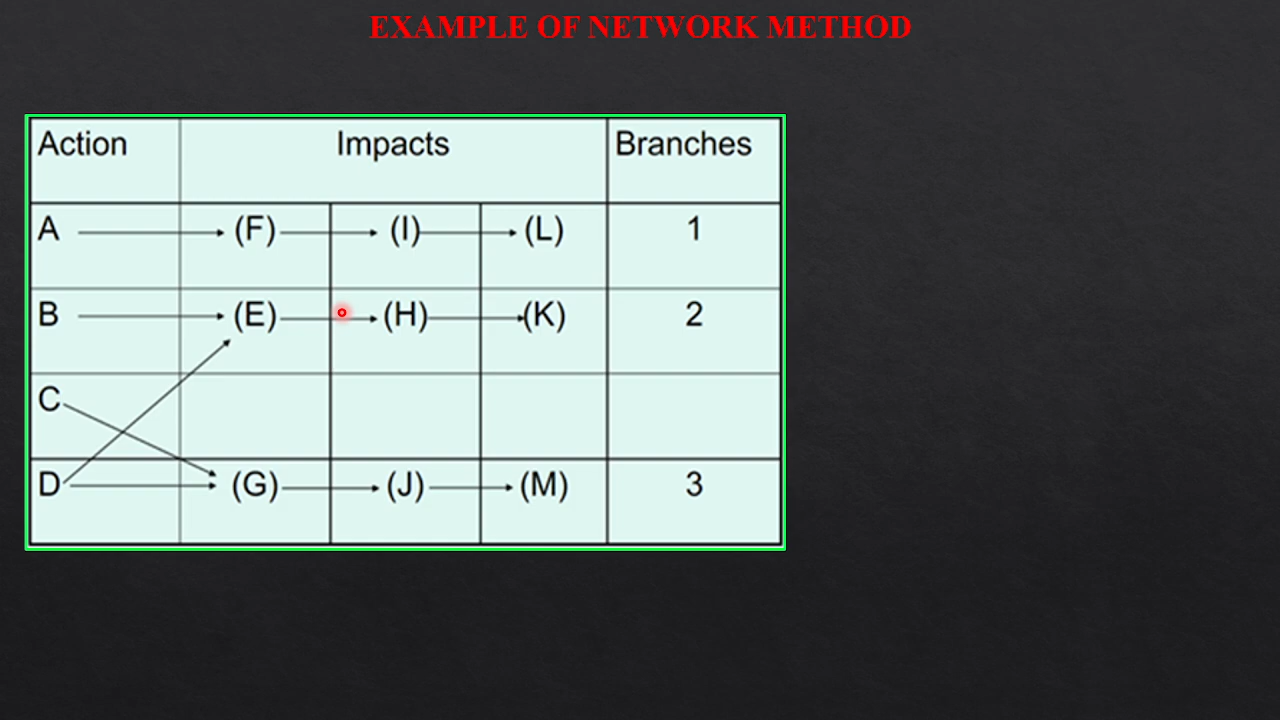 EXAMPLE OF NETWORK METHOD
Action Impacts Branches
A (F) (I) (L) 1
B (E) (H) (K) 2
C
D (G) (J) (M) 3